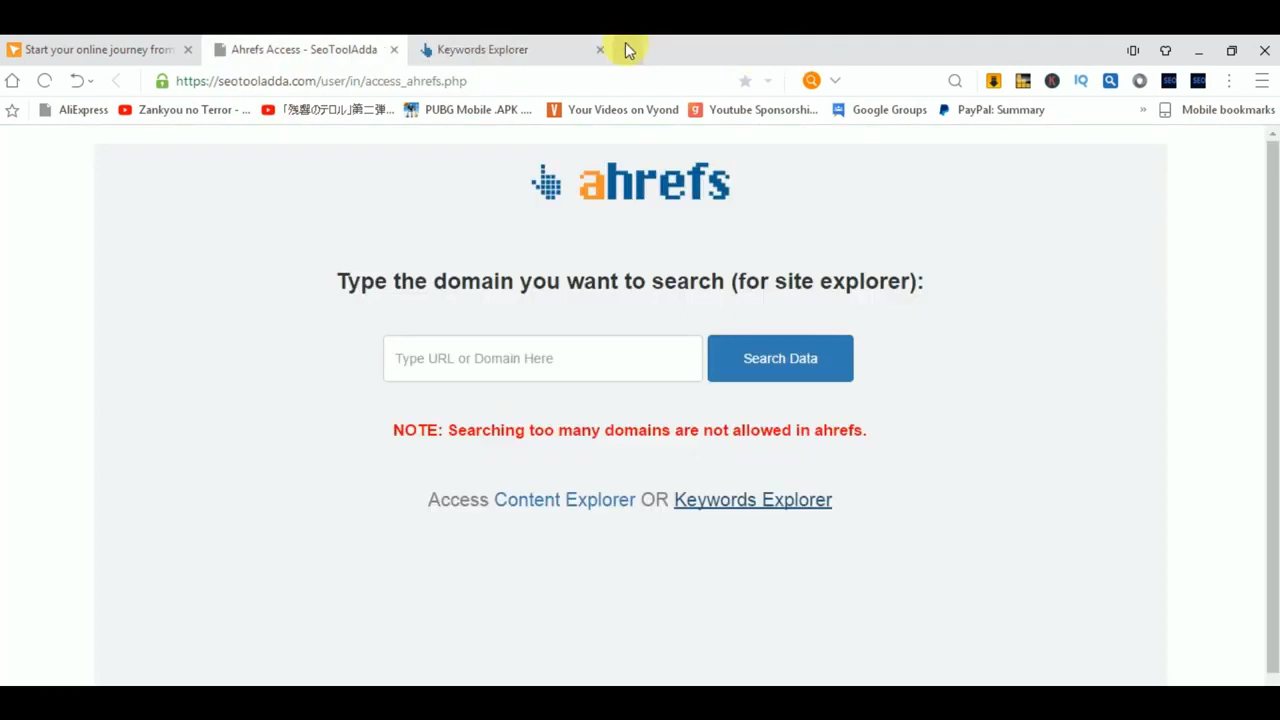 Start your online journey from
Ahrefs Access - SeoToolAdda
Keywords Explorer
https://seotooladda.com/user/in/access_ahrefs.php
AliExpress
Zankyou no Terror - ...
「残響のテロル」第二弾...
PUBG Mobile .APK ...
Your Videos on Vyond
Youtube Sponsorshi...
Google Groups
PayPal: Summary
Mobile bookmarks
ahrefs
Type the domain you want to search (for site explorer):
Type URL or Domain Here
Search Data
NOTE: Searching too many domains are not allowed in ahrefs.
Access Content Explorer OR Keywords Explorer